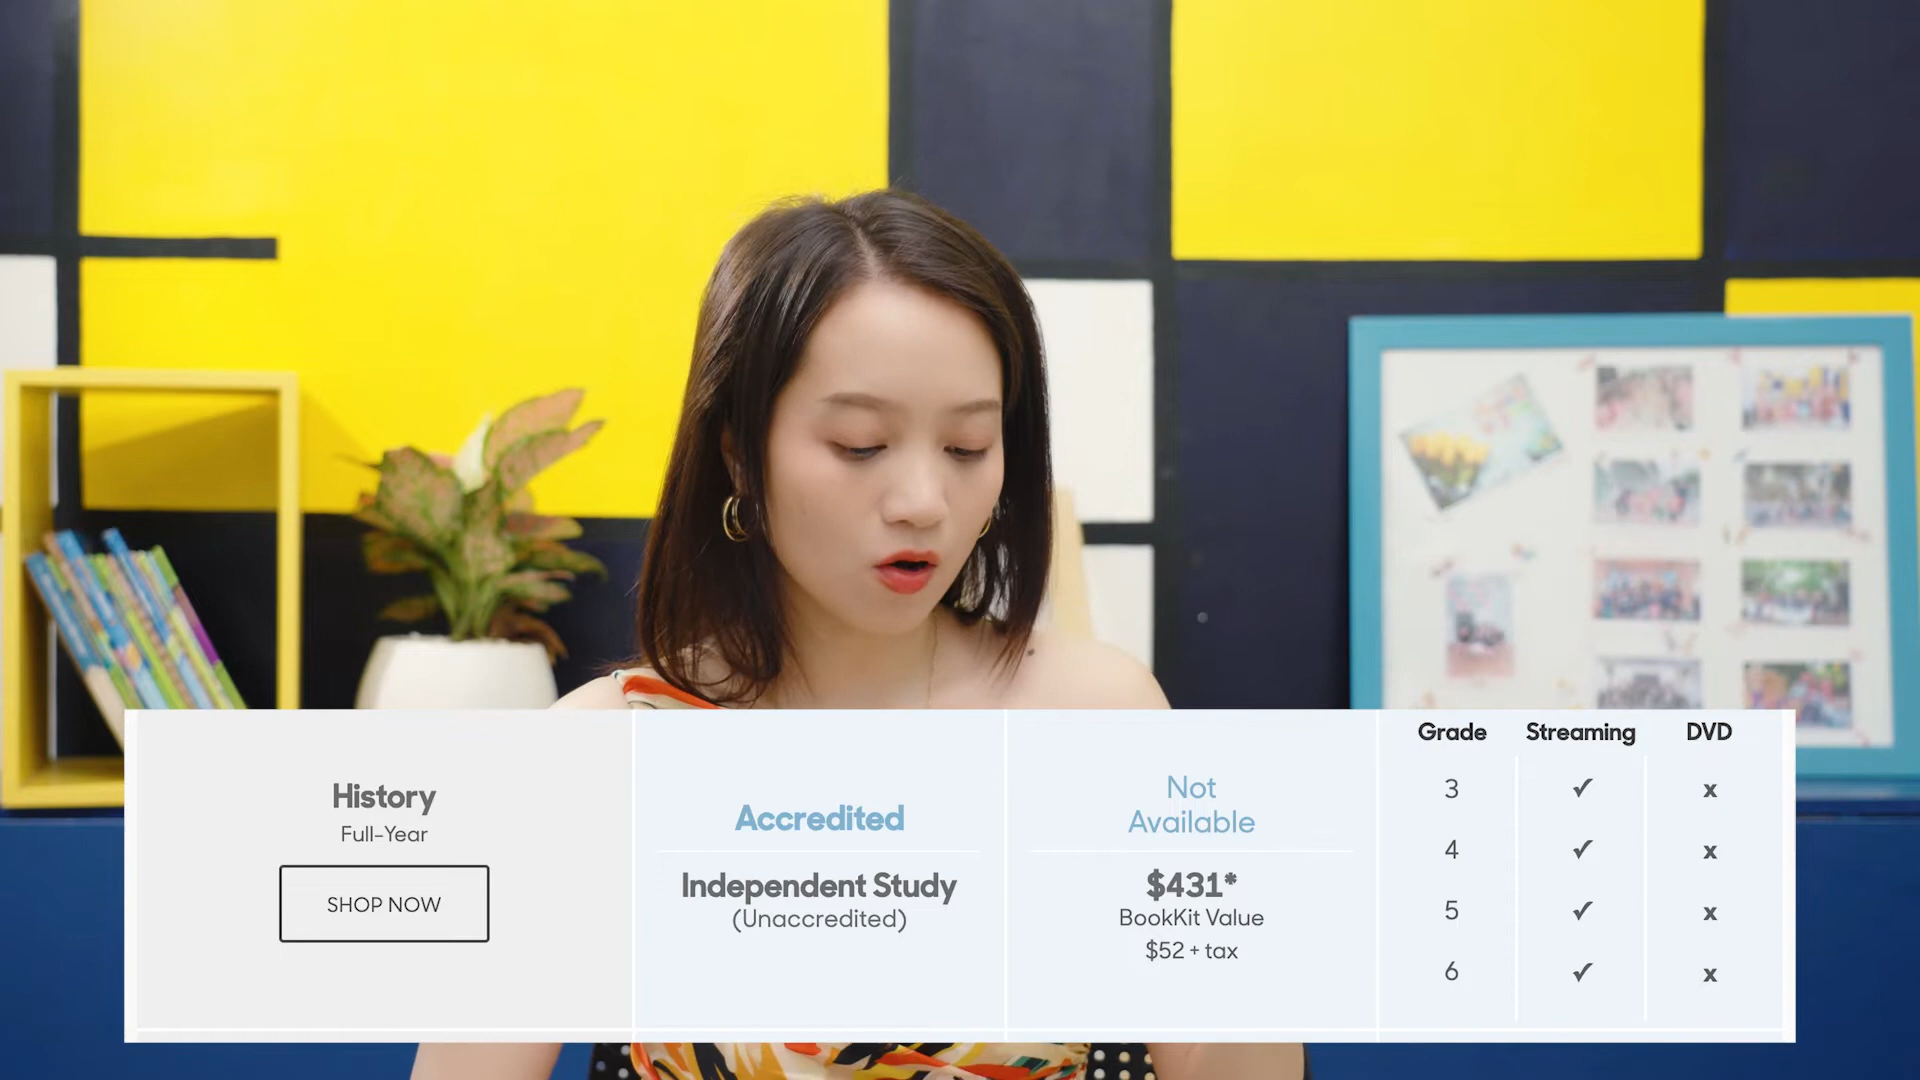 History
Full-Year
SHOP NOW
Accredited
Independent Study
(Unaccredited)
Not
Available
$431*
BookKit Value
$52 + tax
Grade Streaming DVD
3 ✓ x
4 ✓ x
5 ✓ x
6 ✓ x